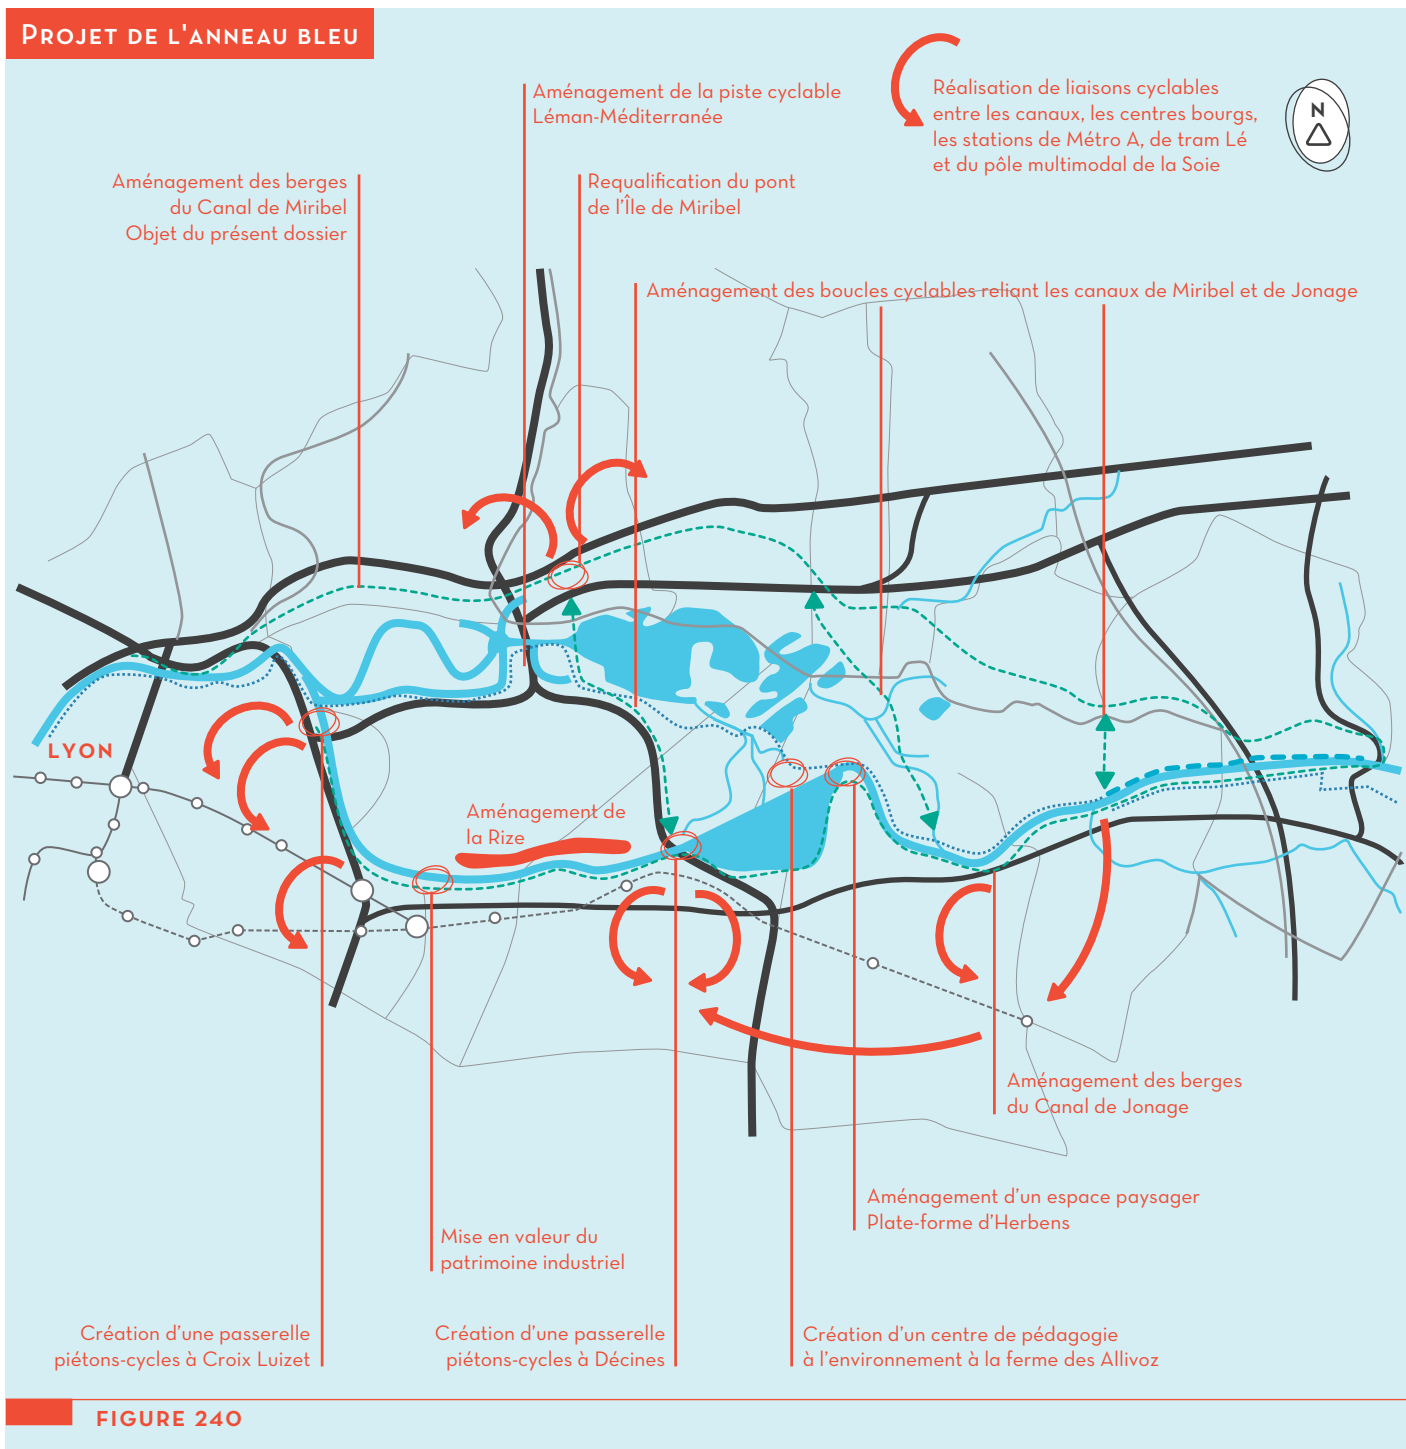 PROJET DE L'ANNEAU BLEU
Aménagement de la piste cyclable
Léman-Méditerranée
Réalisation de liaisons cyclables
entre les canaux, les centres bourgs,
les stations de Métro A, de tram Lé
et du pôle multimodal de la Soie
N
Aménagement des berges
du Canal de Miribel
Objet du présent dossier
Requalification du pont
de l'Île de Miribel
Aménagement des boucles cyclables reliant les canaux de Miribel et de Jonage
LYON
Aménagement de
la Rize
Aménagement des berges
du Canal de Jonage
Aménagement d'un espace paysager
Plate-forme d'Herbens
Mise en valeur du
patrimoine industriel
Création d'une passerelle
piétons-cycles à Croix Luizet
Création d'une passerelle
piétons-cycles à Décines
Création d'un centre de pédagogie
à l'environnement à la ferme des Allivoz
FIGURE 240